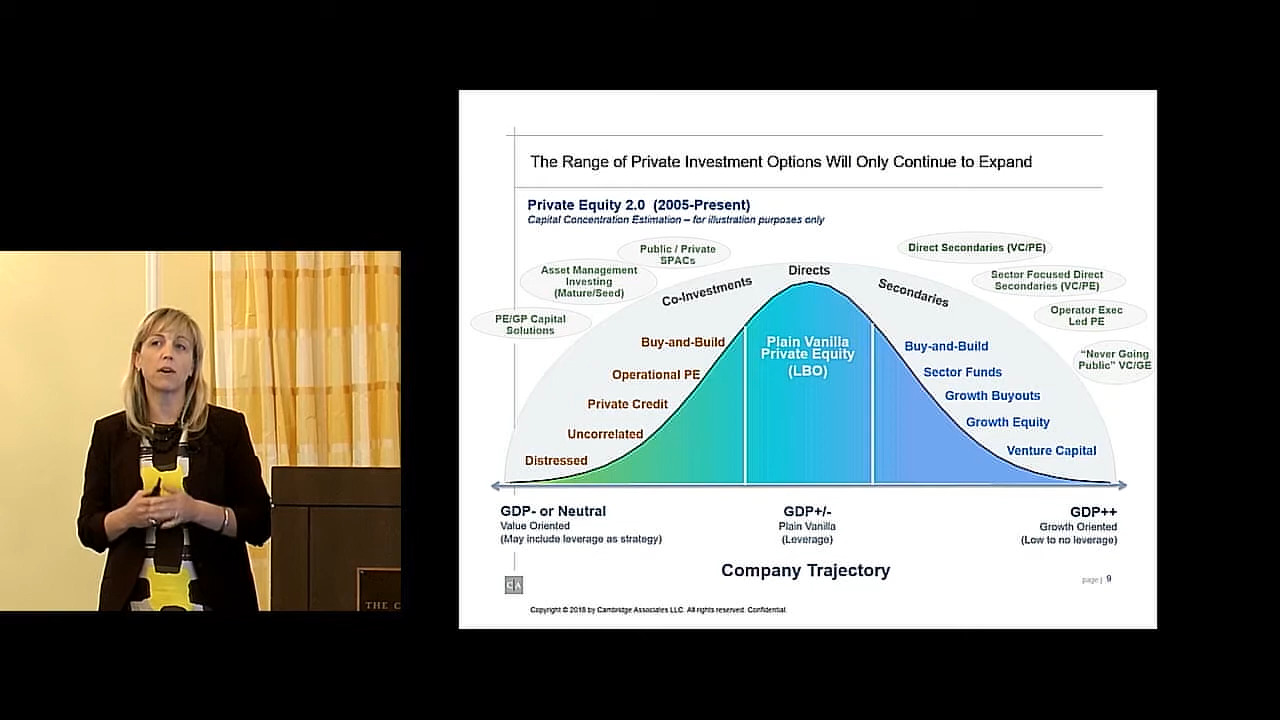 The Range of Private Investment Options Will Only Continue to Expand
Private Equity 2.0 (2005-Present)
Capital Concentration Estimation – for illustration purposes only
Public / Private
SPACs
Asset Management
Investing
(Mature/Seed)
PE/GP Capital
Solutions
Co-Investments
Directs
Secondaries
Direct Secondaries (VC/PE)
Sector Focused Direct
Secondaries (VC/PE)
Operator Exec
Led PE
“Never Going
Public” VC/GE
Buy-and-Build
Operational PE
Private Credit
Uncorrelated
Distressed
Plain Vanilla
Private Equity
(LBO)
Buy-and-Build
Sector Funds
Growth Buyouts
Growth Equity
Venture Capital
GDP- or Neutral
Value Oriented
(May include leverage as strategy)
GDP+/-
Plain Vanilla
(Leverage)
GDP++
Growth Oriented
(Low to no leverage)
Company Trajectory
C A
page | 9
Copyright © 2018 by Cambridge Associates LLC. All rights reserved. Confidential.
THE C